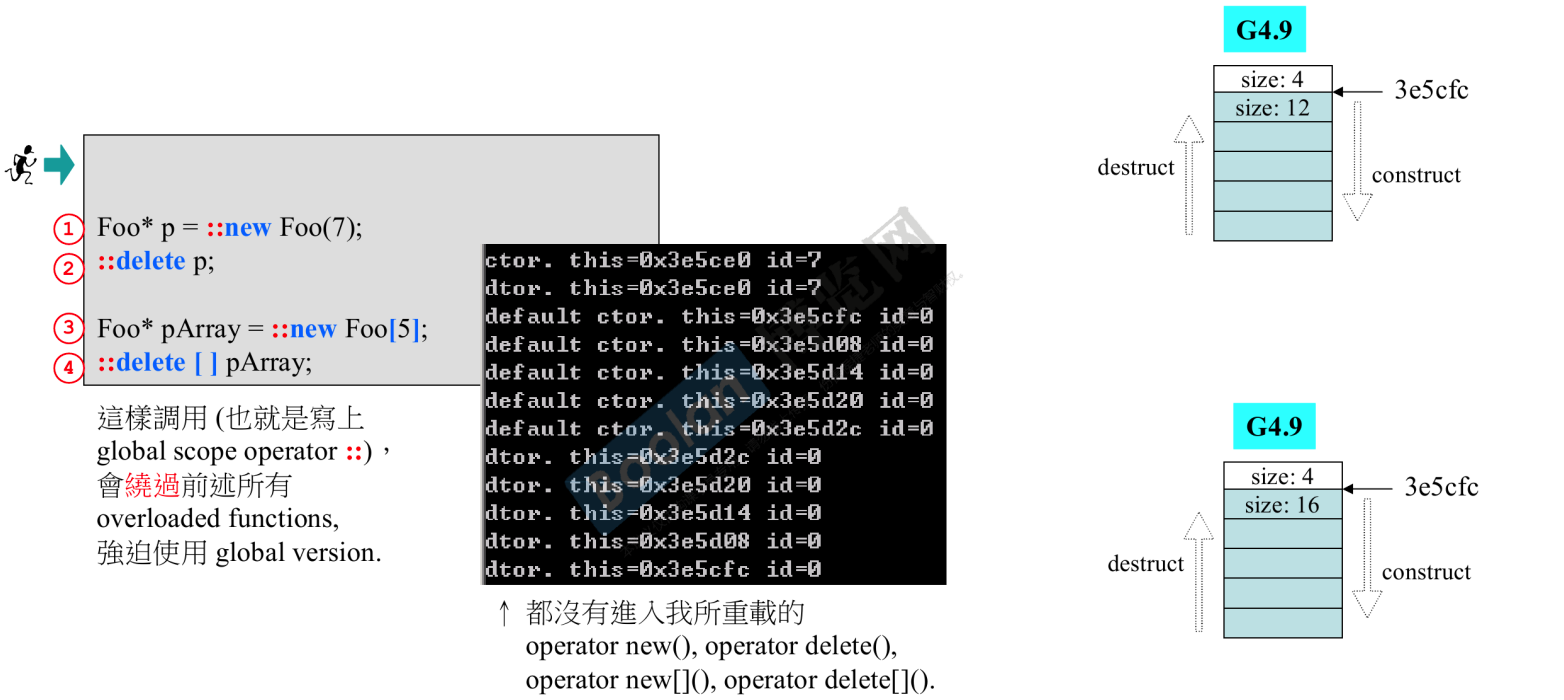 ① Foo* p = ::new Foo(7);
② ::delete p;
③ Foo* pArray = ::new Foo[5];
④ ::delete [ ] pArray;
這樣調用 (也就是寫上
global scope operator ::)，
會繞過前述所有
overloaded functions,
強迫使用 global version.
ctor. this=0x3e5ce0 id=7
dtor. this=0x3e5ce0 id=7
default ctor. this=0x3e5cfc id=0
default ctor. this=0x3e5d08 id=0
default ctor. this=0x3e5d14 id=0
default ctor. this=0x3e5d20 id=0
default ctor. this=0x3e5d2c id=0
dtor. this=0x3e5d2c id=0
dtor. this=0x3e5d20 id=0
dtor. this=0x3e5d14 id=0
dtor. this=0x3e5d08 id=0
dtor. this=0x3e5cfc id=0
↑ 都沒有進入我所重載的
operator new(), operator delete(),
operator new[](), operator delete[]().
Boolan 博览网
G4.9
size: 4
3e5cfc
size: 12
destruct
construct
G4.9
size: 4
3e5cfc
size: 16
destruct
construct